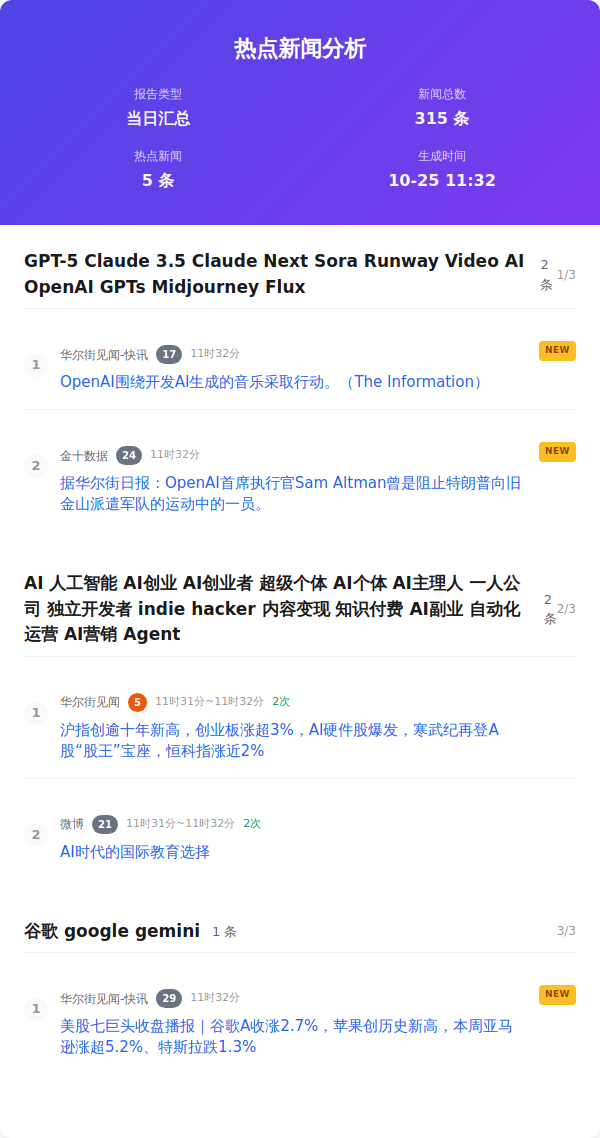 热点新闻分析
报告类型
当日汇总
新闻总数
315 条
热点新闻
5 条
生成时间
10-25 11:32
GPT-5 Claude 3.5 Claude Next Sora Runway Video AI
OpenAI GPTs Midjourney Flux
2
条
1/3
1
华尔街见闻-快讯 17 11时32分
NEW
OpenAI围绕开发AI生成的音乐采取行动。（The Information）
2
金十数据 24 11时32分
NEW
据华尔街日报：OpenAI首席执行官Sam Altman曾是阻止特朗普向旧
金山派遣军队的运动中的一员。
AI 人工智能 AI创业 AI创业者 超级个体 AI个体 AI主理人 一人公
司 独立开发者 indie hacker 内容变现 知识付费 AI副业 自动化
运营 AI营销 Agent
2
条
2/3
1
华尔街见闻 5 11时31分~11时32分 2次
沪指创逾十年新高，创业板涨超3%，AI硬件股爆发，寒武纪再登A
股“股王”宝座，恒科指涨近2%
2
微博 21 11时31分~11时32分 2次
AI时代的国际教育选择
谷歌 google gemini 1 条
3/3
1
华尔街见闻-快讯 29 11时32分
NEW
美股七巨头收盘播报｜谷歌A收涨2.7%，苹果创历史新高，本周亚马
逊涨超5.2%、特斯拉跌1.3%